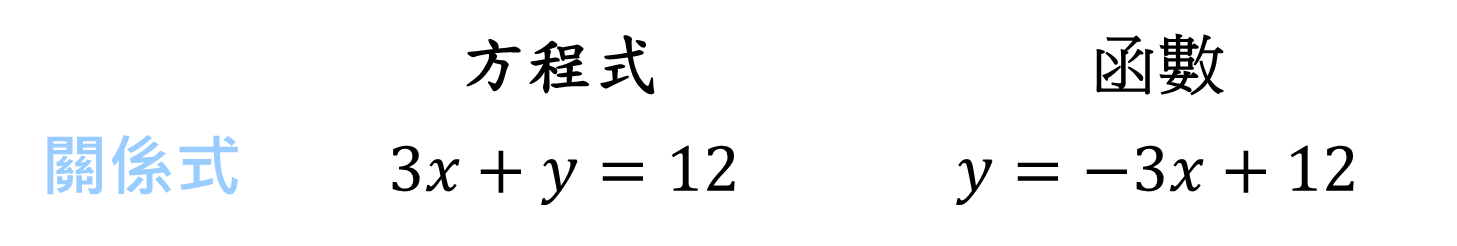 方程式 函數
關係式 3x + y = 12 y = −3x + 12